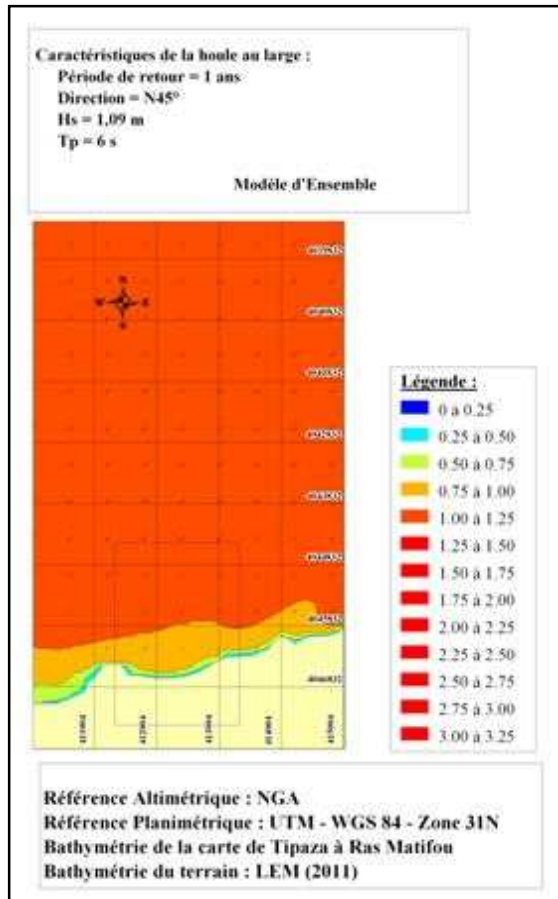 Caractéristiques de la houle au large :
Période de retour = 1 ans
Direction = N45°
Hs = 1,09 m
Tp = 6 s
Modèle d'Ensemble
N
W E
S
Légende :
0 à 0.25
0.25 à 0.50
0.50 à 0.75
0.75 à 1.00
1.00 à 1.25
1.25 à 1.50
1.50 à 1.75
1.75 à 2.00
2.00 à 2.25
2.25 à 2.50
2.50 à 2.75
2.75 à 3.00
3.00 à 3.25
Référence Altimétrique : NGA
Référence Planimétrique : UTM - WGS 84 - Zone 31N
Bathymétrie de la carte de Tipaza à Ras Matifou
Bathymétrie du terrain : LEM (2011)